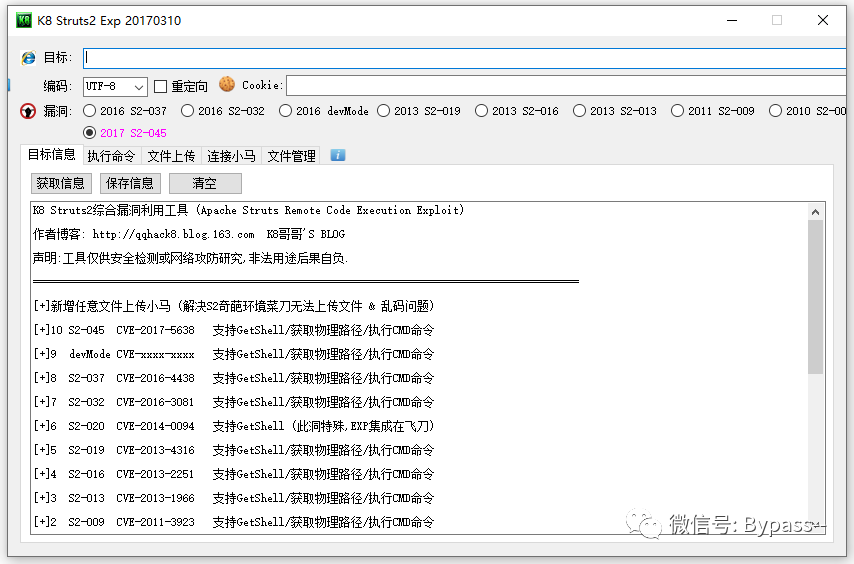 K8 Struts2 Exp 20170310
目标:
编码: UTF-8 重定向 Cookie:
漏洞: 2016 S2-037 2016 S2-032 2016 devMode 2013 S2-019 2013 S2-016 2013 S2-013 2011 S2-009 2010 S2-00
2017 S2-045
目标信息 执行命令 文件上传 连接小马 文件管理
获取信息 保存信息 清空
K8 Struts2综合漏洞利用工具 (Apache Struts Remote Code Execution Exploit)
作者博客: http://qqhack8.blog.163.com K8哥哥'S BLOG
声明:工具仅供安全检测或网络攻防研究,非法用途后果自负.
[+]新增任意文件上传小马 (解决S2奇葩环境菜刀无法上传文件 & 乱码问题)
[+]10 S2-045 CVE-2017-5638 支持GetShell/获取物理路径/执行CMD命令
[+]9 devMode CVE-xxxx-xxxx 支持GetShell/获取物理路径/执行CMD命令
[+]8 S2-037 CVE-2016-4438 支持GetShell/获取物理路径/执行CMD命令
[+]7 S2-032 CVE-2016-3081 支持GetShell/获取物理路径/执行CMD命令
[+]6 S2-020 CVE-2014-0094 支持GetShell (此洞特殊,EXP集成在飞刀)
[+]5 S2-019 CVE-2013-4316 支持GetShell/获取物理路径/执行CMD命令
[+]4 S2-016 CVE-2013-2251 支持GetShell/获取物理路径/执行CMD命令
[+]3 S2-013 CVE-2013-1966 支持GetShell/获取物理路径/执行CMD命令
[+]2 S2-009 CVE-2011-3923 支持GetShell/获取物理路径/执行CMD命令
微信号: Bypass--